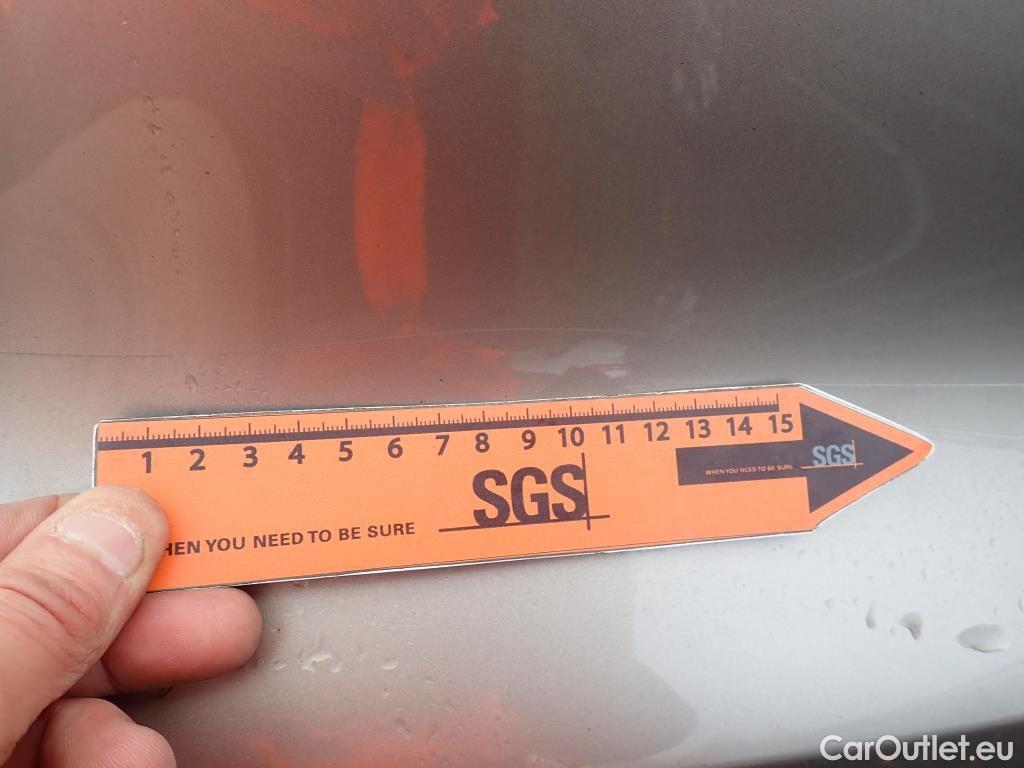 1 2 3 4 5 6 7 8 9 10 11 12 13 14 15
WHEN YOU NEED TO BE SURE SGS
HEN YOU NEED TO BE SURE SGS
CarOutlet.eu